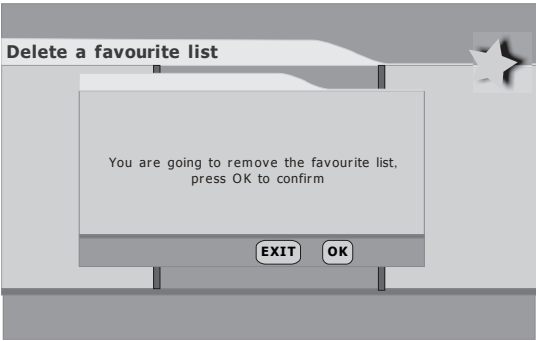 Delete a favourite list
You are going to remove the favourite list,
press OK to confirm
EXIT OK